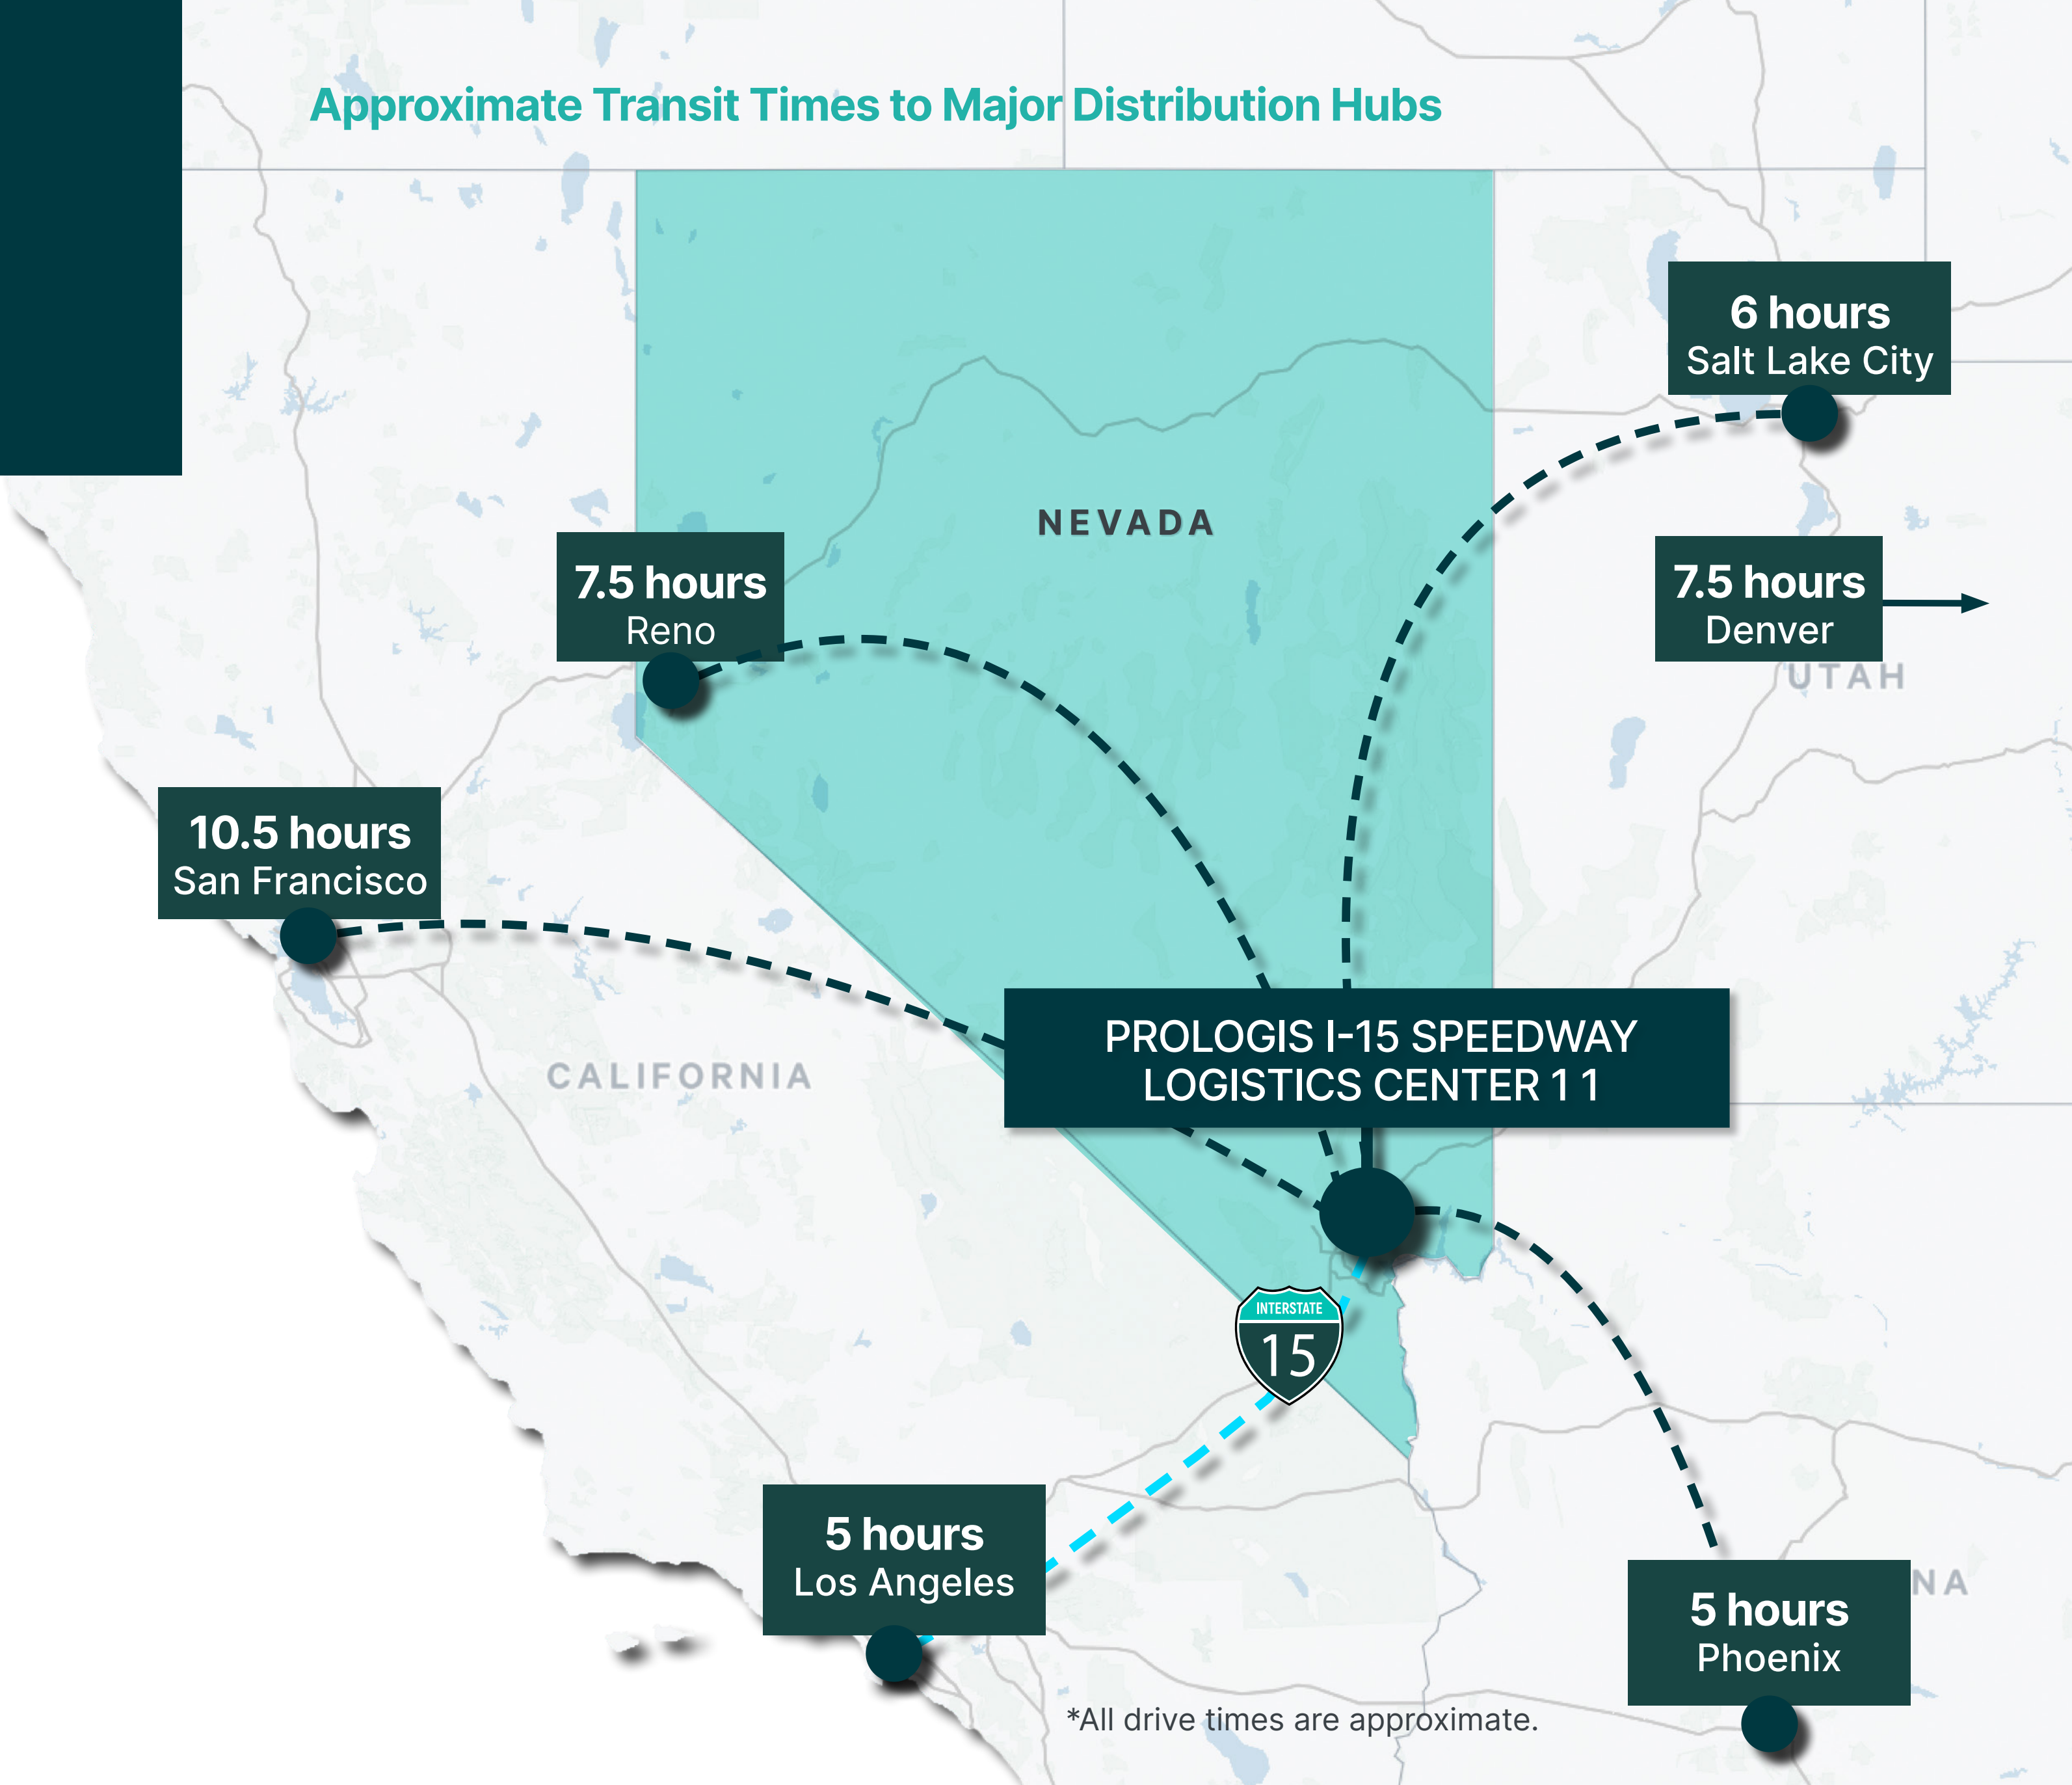 Approximate Transit Times to Major Distribution Hubs
6 hours
Salt Lake City
NEVADA
7.5 hours
Reno
7.5 hours
Denver
UTAH
10.5 hours
San Francisco
PROLOGIS I-15 SPEEDWAY
LOGISTICS CENTER 1 1
CALIFORNIA
INTERSTATE
15
5 hours
Los Angeles
5 hours
Phoenix
NA
*All drive times are approximate.